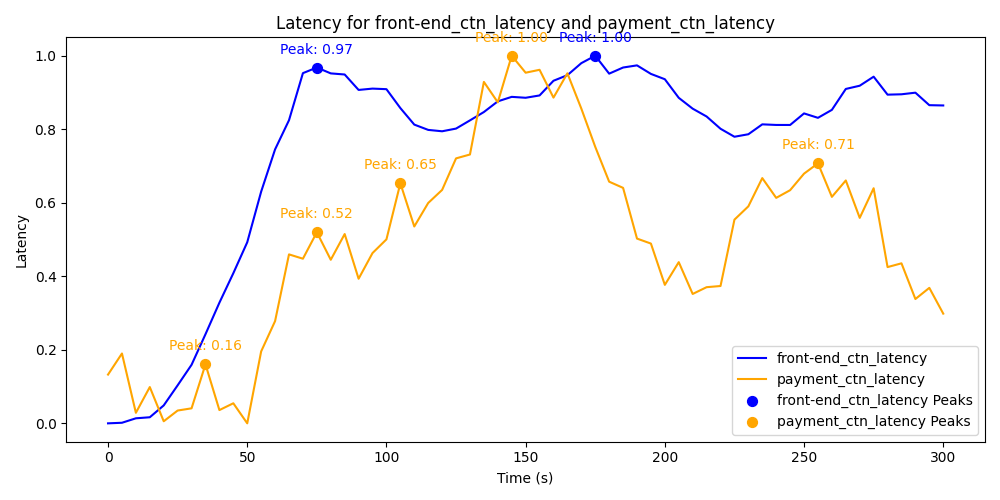 Latency for front-end_ctn_latency and payment_ctn_latency
Peak: 0.97
Peak: 1.00
Peak: 1.00
Peak: 0.71
Peak: 0.65
Peak: 0.52
Peak: 0.16
1.0
0.8
0.6
0.4
0.2
0.0
Latency
front-end_ctn_latency
payment_ctn_latency
front-end_ctn_latency Peaks
payment_ctn_latency Peaks
0 50 100 150 200 250 300
Time (s)